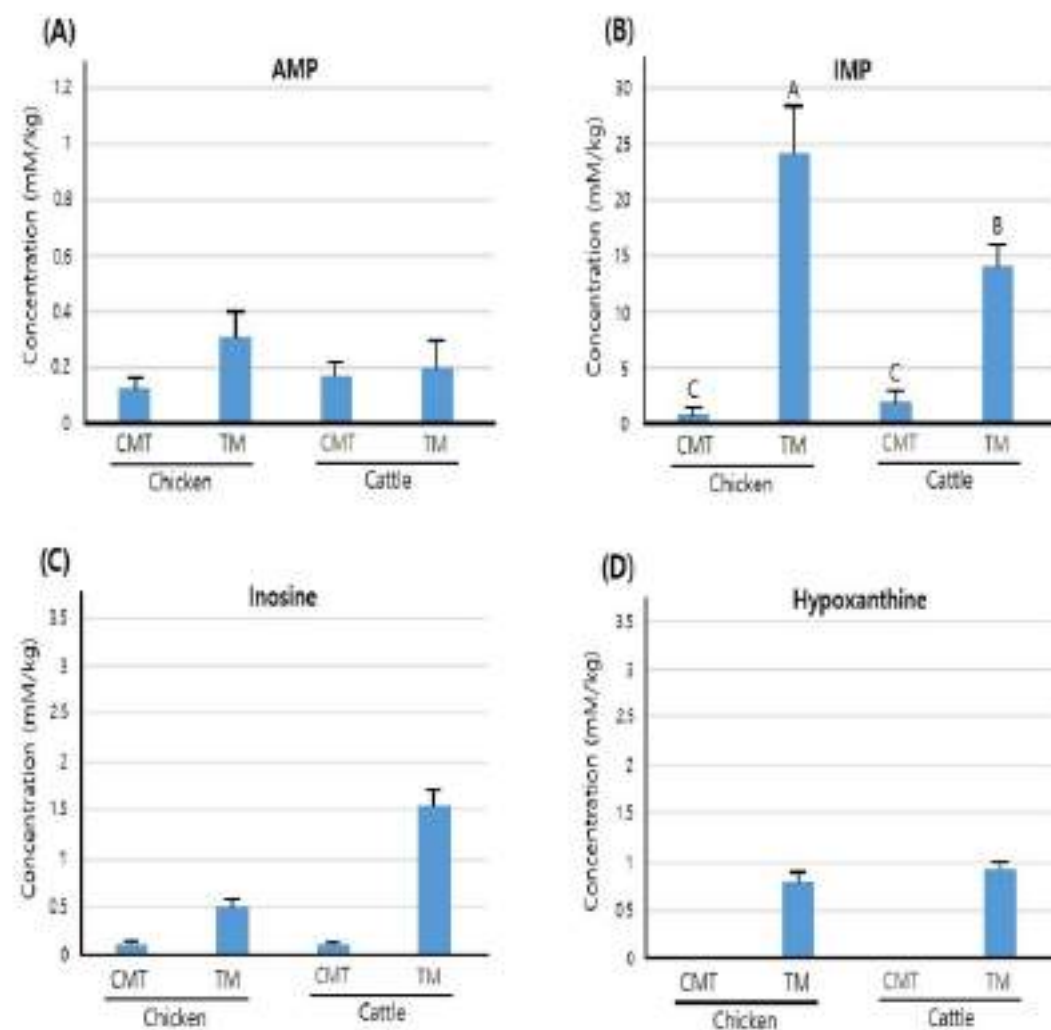 (A)
AMP
Concentration (mM/kg)
1.2
1
0.8
0.6
0.4
0.2
0
CMT TM CMT TM
Chicken Cattle
(B)
IMP
Concentration (mM/kg)
30
25
20
15
10
5
0
C A C B
CMT TM CMT TM
Chicken Cattle
(C)
Inosine
Concentration (mM/kg)
3.5
3
2.5
2
1.5
1
0.5
0
CMT TM CMT TM
Chicken Cattle
(D)
Hypoxanthine
Concentration (mM/kg)
3.5
3
2.5
2
1.5
1
0.5
0
CMT TM CMT TM
Chicken Cattle